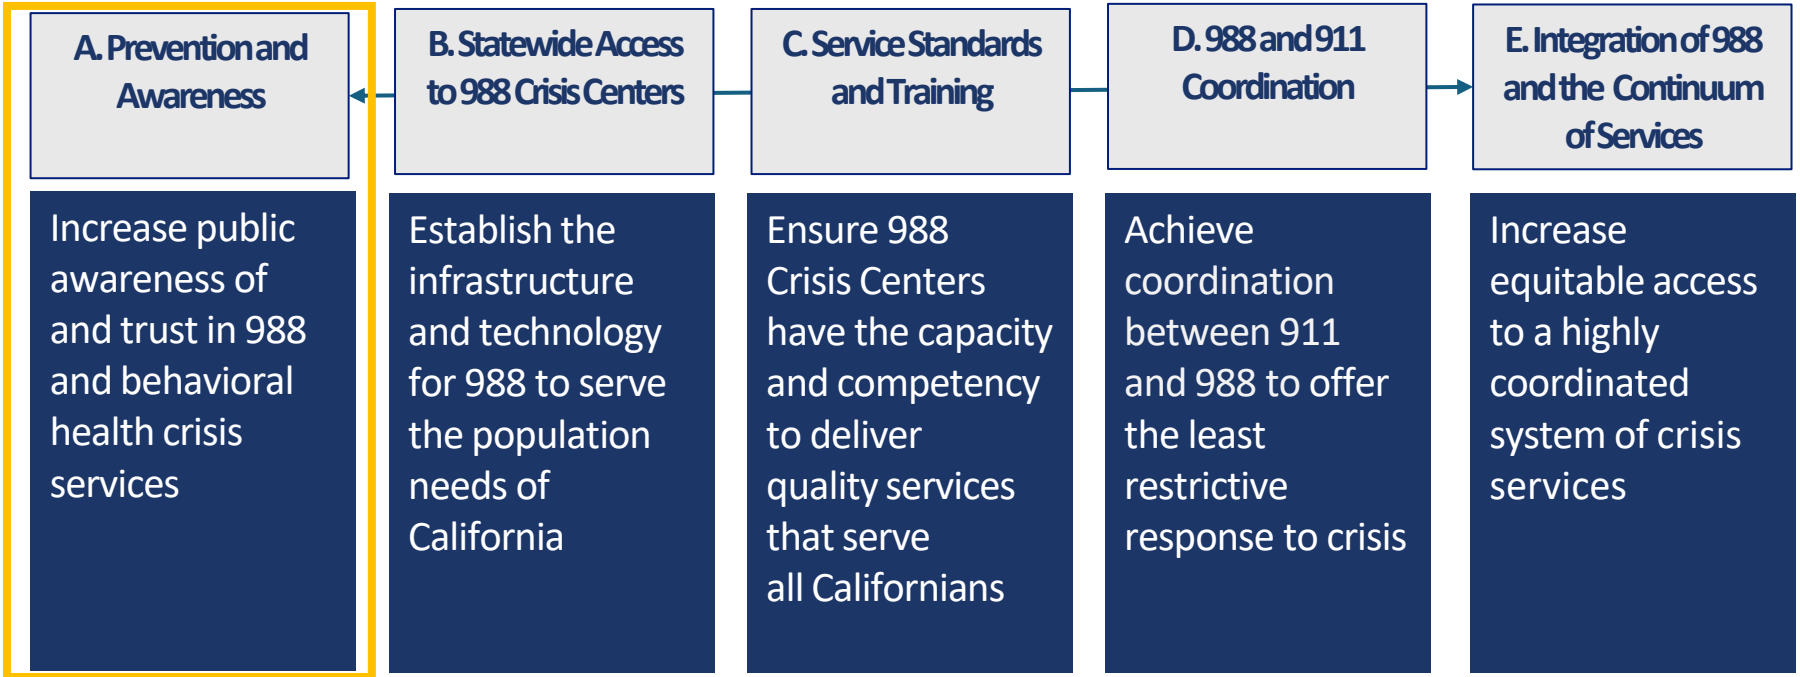 A. Prevention and
Awareness
B. Statewide Access
to 988 Crisis Centers
C. Service Standards
and Training
D. 988 and 911
Coordination
E. Integration of 988
and the Continuum
of Services
Increase public
awareness of
and trust in 988
and behavioral
health crisis
services
Establish the
infrastructure
and technology
for 988 to serve
the population
needs of
California
Ensure 988
Crisis Centers
have the capacity
and competency
to deliver
quality services
that serve
all Californians
Achieve
coordination
between 911
and 988 to offer
the least
restrictive
response to crisis
Increase
equitable access
to a highly
coordinated
system of crisis
services